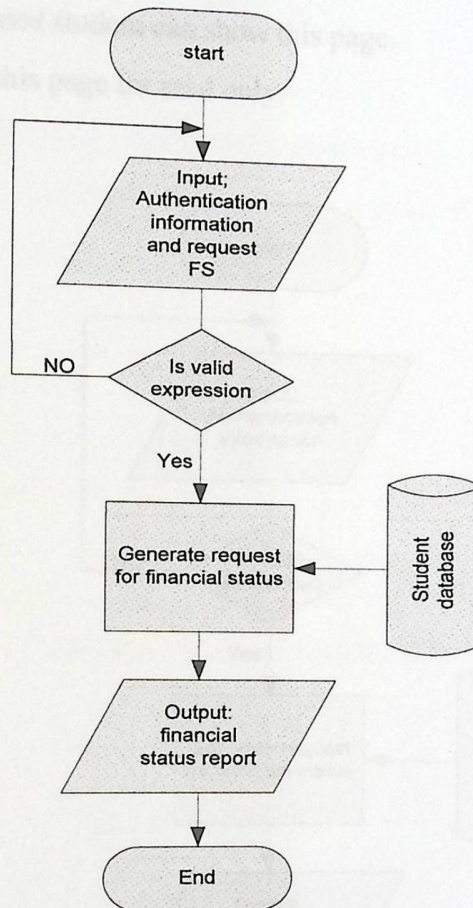 start
Input;
Authentication
information
and request
FS
Is valid
expression
NO
Yes
Generate request
for financial status
Student
database
Output:
financial
status report
End